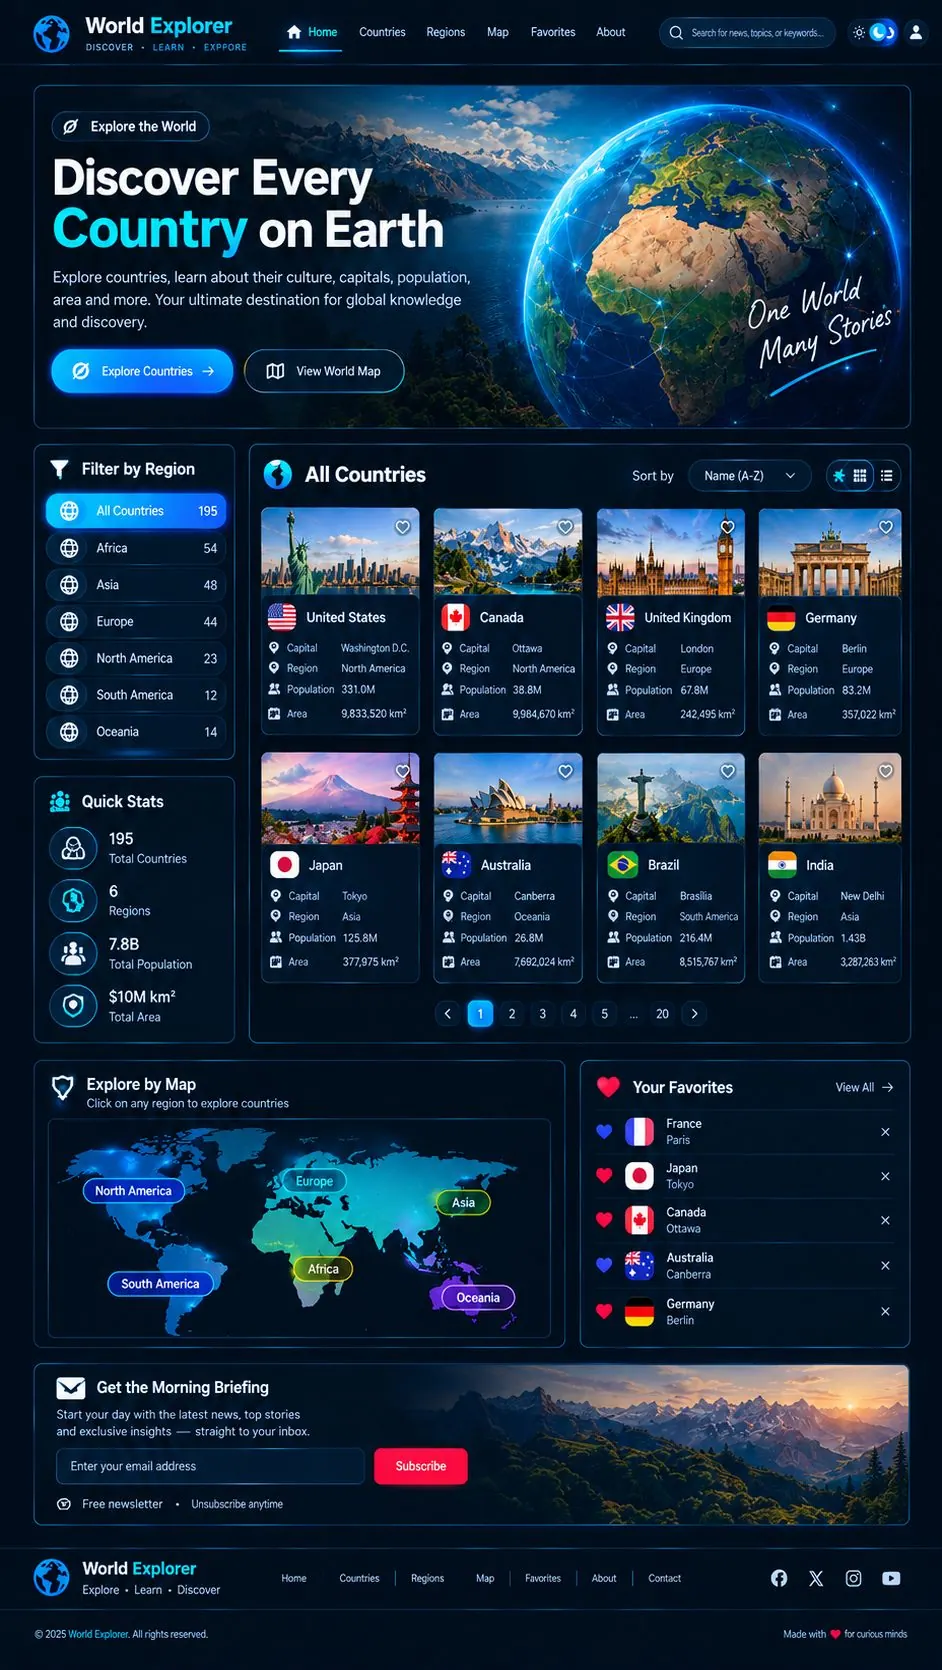 World Explorer
DISCOVER • LEARN • EXPPORE
Home
Countries
Regions
Map
Favorites
About
Search for news, topics, or keywords...
Explore the World
Discover Every
Country on Earth
Explore countries, learn about their culture, capitals, population,
area and more. Your ultimate destination for global knowledge
and discovery.
Explore Countries →
View World Map
One World
Many Stories
Filter by Region
All Countries 195
Africa 54
Asia 48
Europe 44
North America 23
South America 12
Oceania 14
Quick Stats
195
Total Countries
6
Regions
7.8B
Total Population
$10M km²
Total Area
All Countries
Sort by
Name (A-Z)
United States
Capital Washington D.C.
Region North America
Population 331.0M
Area 9,833,520 km²
Canada
Capital Ottawa
Region North America
Population 38.8M
Area 9,984,670 km²
United Kingdom
Capital London
Region Europe
Population 67.8M
Area 242,495 km²
Germany
Capital Berlin
Region Europe
Population 83.2M
Area 357,022 km²
Japan
Capital Tokyo
Region Asia
Population 125.8M
Area 377,975 km²
Australia
Capital Canberra
Region Oceania
Population 26.8M
Area 7,692,024 km²
Brazil
Capital Brasília
Region South America
Population 216.4M
Area 8,515,767 km²
India
Capital New Delhi
Region Asia
Population 1.43B
Area 3,287,263 km²
1 2 3 4 5 ... 20
Explore by Map
Click on any region to explore countries
North America
Europe
Asia
Africa
South America
Oceania
Your Favorites
View All →
France
Paris
Japan
Tokyo
Canada
Ottawa
Australia
Canberra
Germany
Berlin
Get the Morning Briefing
Start your day with the latest news, top stories
and exclusive insights — straight to your inbox.
Enter your email address
Subscribe
Free newsletter • Unsubscribe anytime
World Explorer
Explore • Learn • Discover
Home
Countries
Regions
Map
Favorites
About
Contact
© 2025 World Explorer. All rights reserved.
Made with ❤ for curious minds